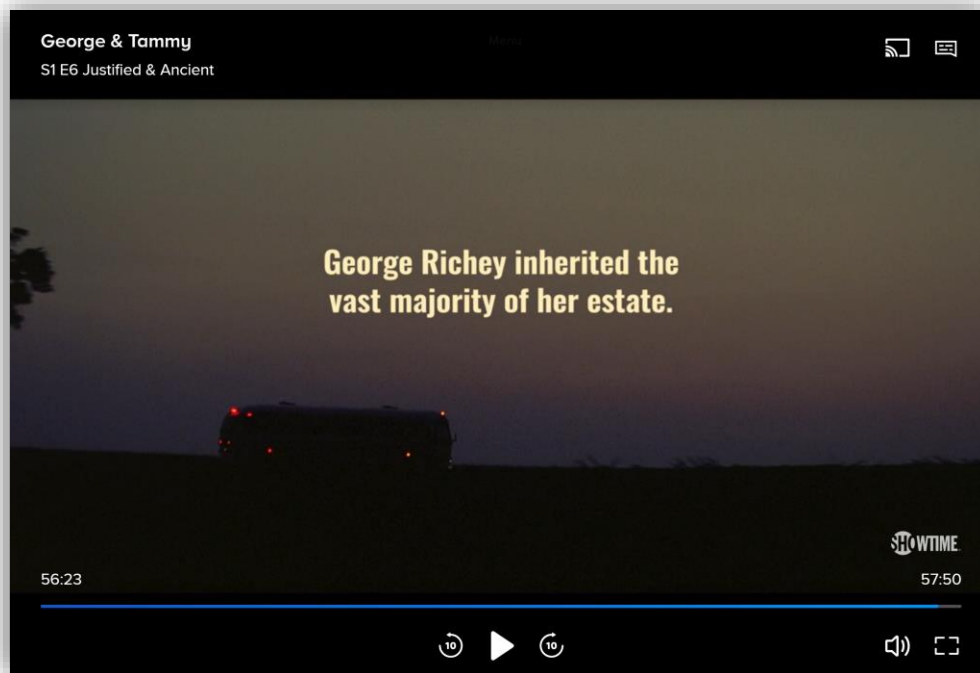 George & Tammy
Menu
S1 E6 Justified & Ancient
George Richey inherited the
vast majority of her estate.
SHOWTIME
56:23
57:50
10
10